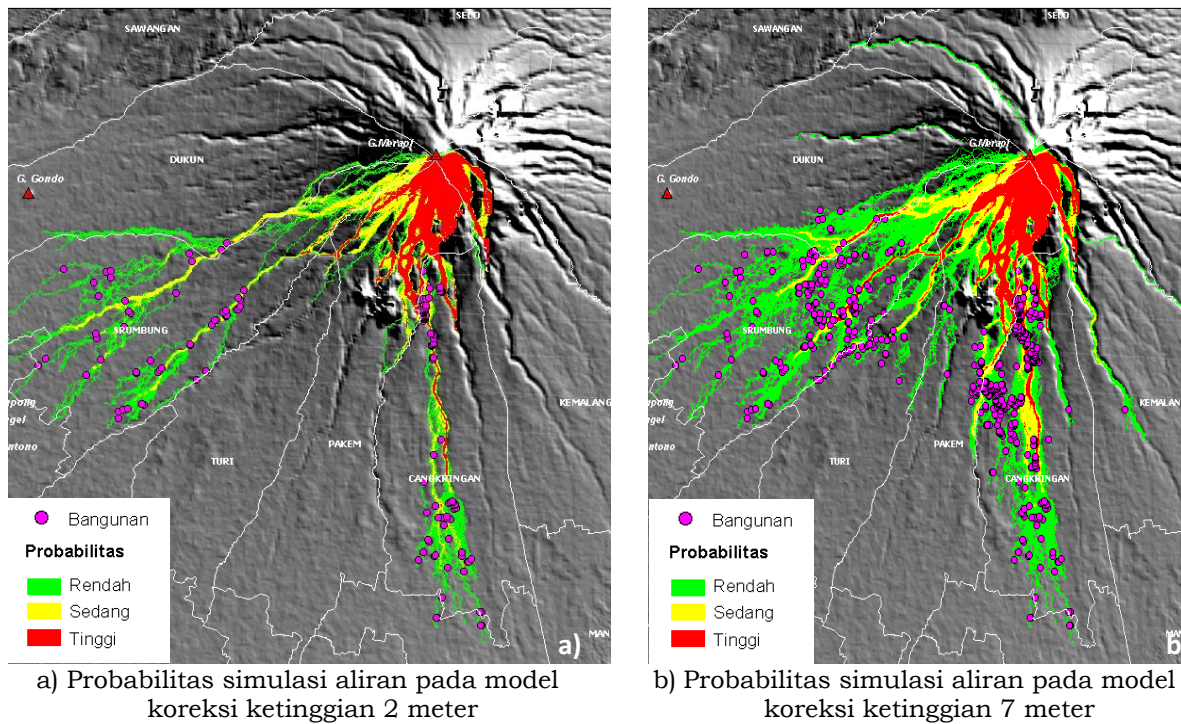 SELO
SAWANGAN
G.Merapi
DUKUN
G. Gondo
SRUMBUNG
KEMALANG
PAKEM
TURI
CANGKRINGAN
Bangunan
Probabilitas
Rendah
Sedang
Tinggi
MAN
a)
a) Probabilitas simulasi aliran pada model
koreksi ketinggian 2 meter
SELO
SAWANGAN
G.Merapi
DUKUN
G. Gondo
SRUMBUNG
KEMALAN
PAKEM
TURI
CANGKRINGAN
Bangunan
Probabilitas
Rendah
Sedang
Tinggi
MAN
b
b) Probabilitas simulasi aliran pada model
koreksi ketinggian 7 meter